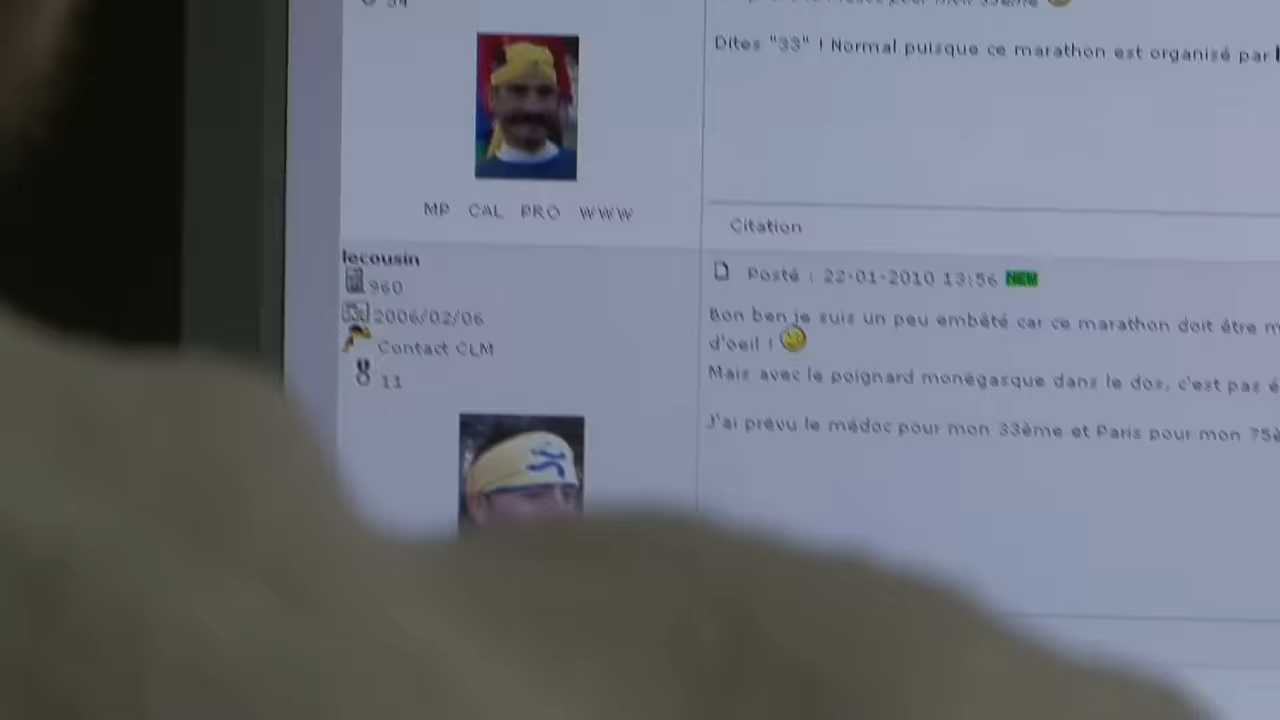 Dites "33" ! Normal puisque ce marathon est organisé par
MP CAL PRO WWW
Citation
lecousin
960
2006/02/06
Contact CLM
11
Posté : 22-01-2010 13:56 NEW
Bon ben je suis un peu embêté car ce marathon doit être
d'oeil !
Mais avec le poignard monégasque dans le dos, c'est pas
J'ai prévu le médoc pour mon 33ème et Paris pour mon